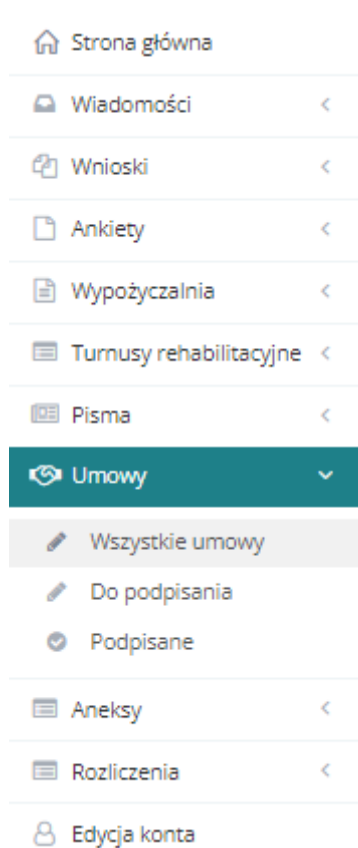 Strona główna
Wiadomości
Wnioski
Ankiety
Wypożyczalnia
Turnusy rehabilitacyjne
Pisma
Umowy
Wszystkie umowy
Do podpisania
Podpisane
Aneksy
Rozliczenia
Edycja konta